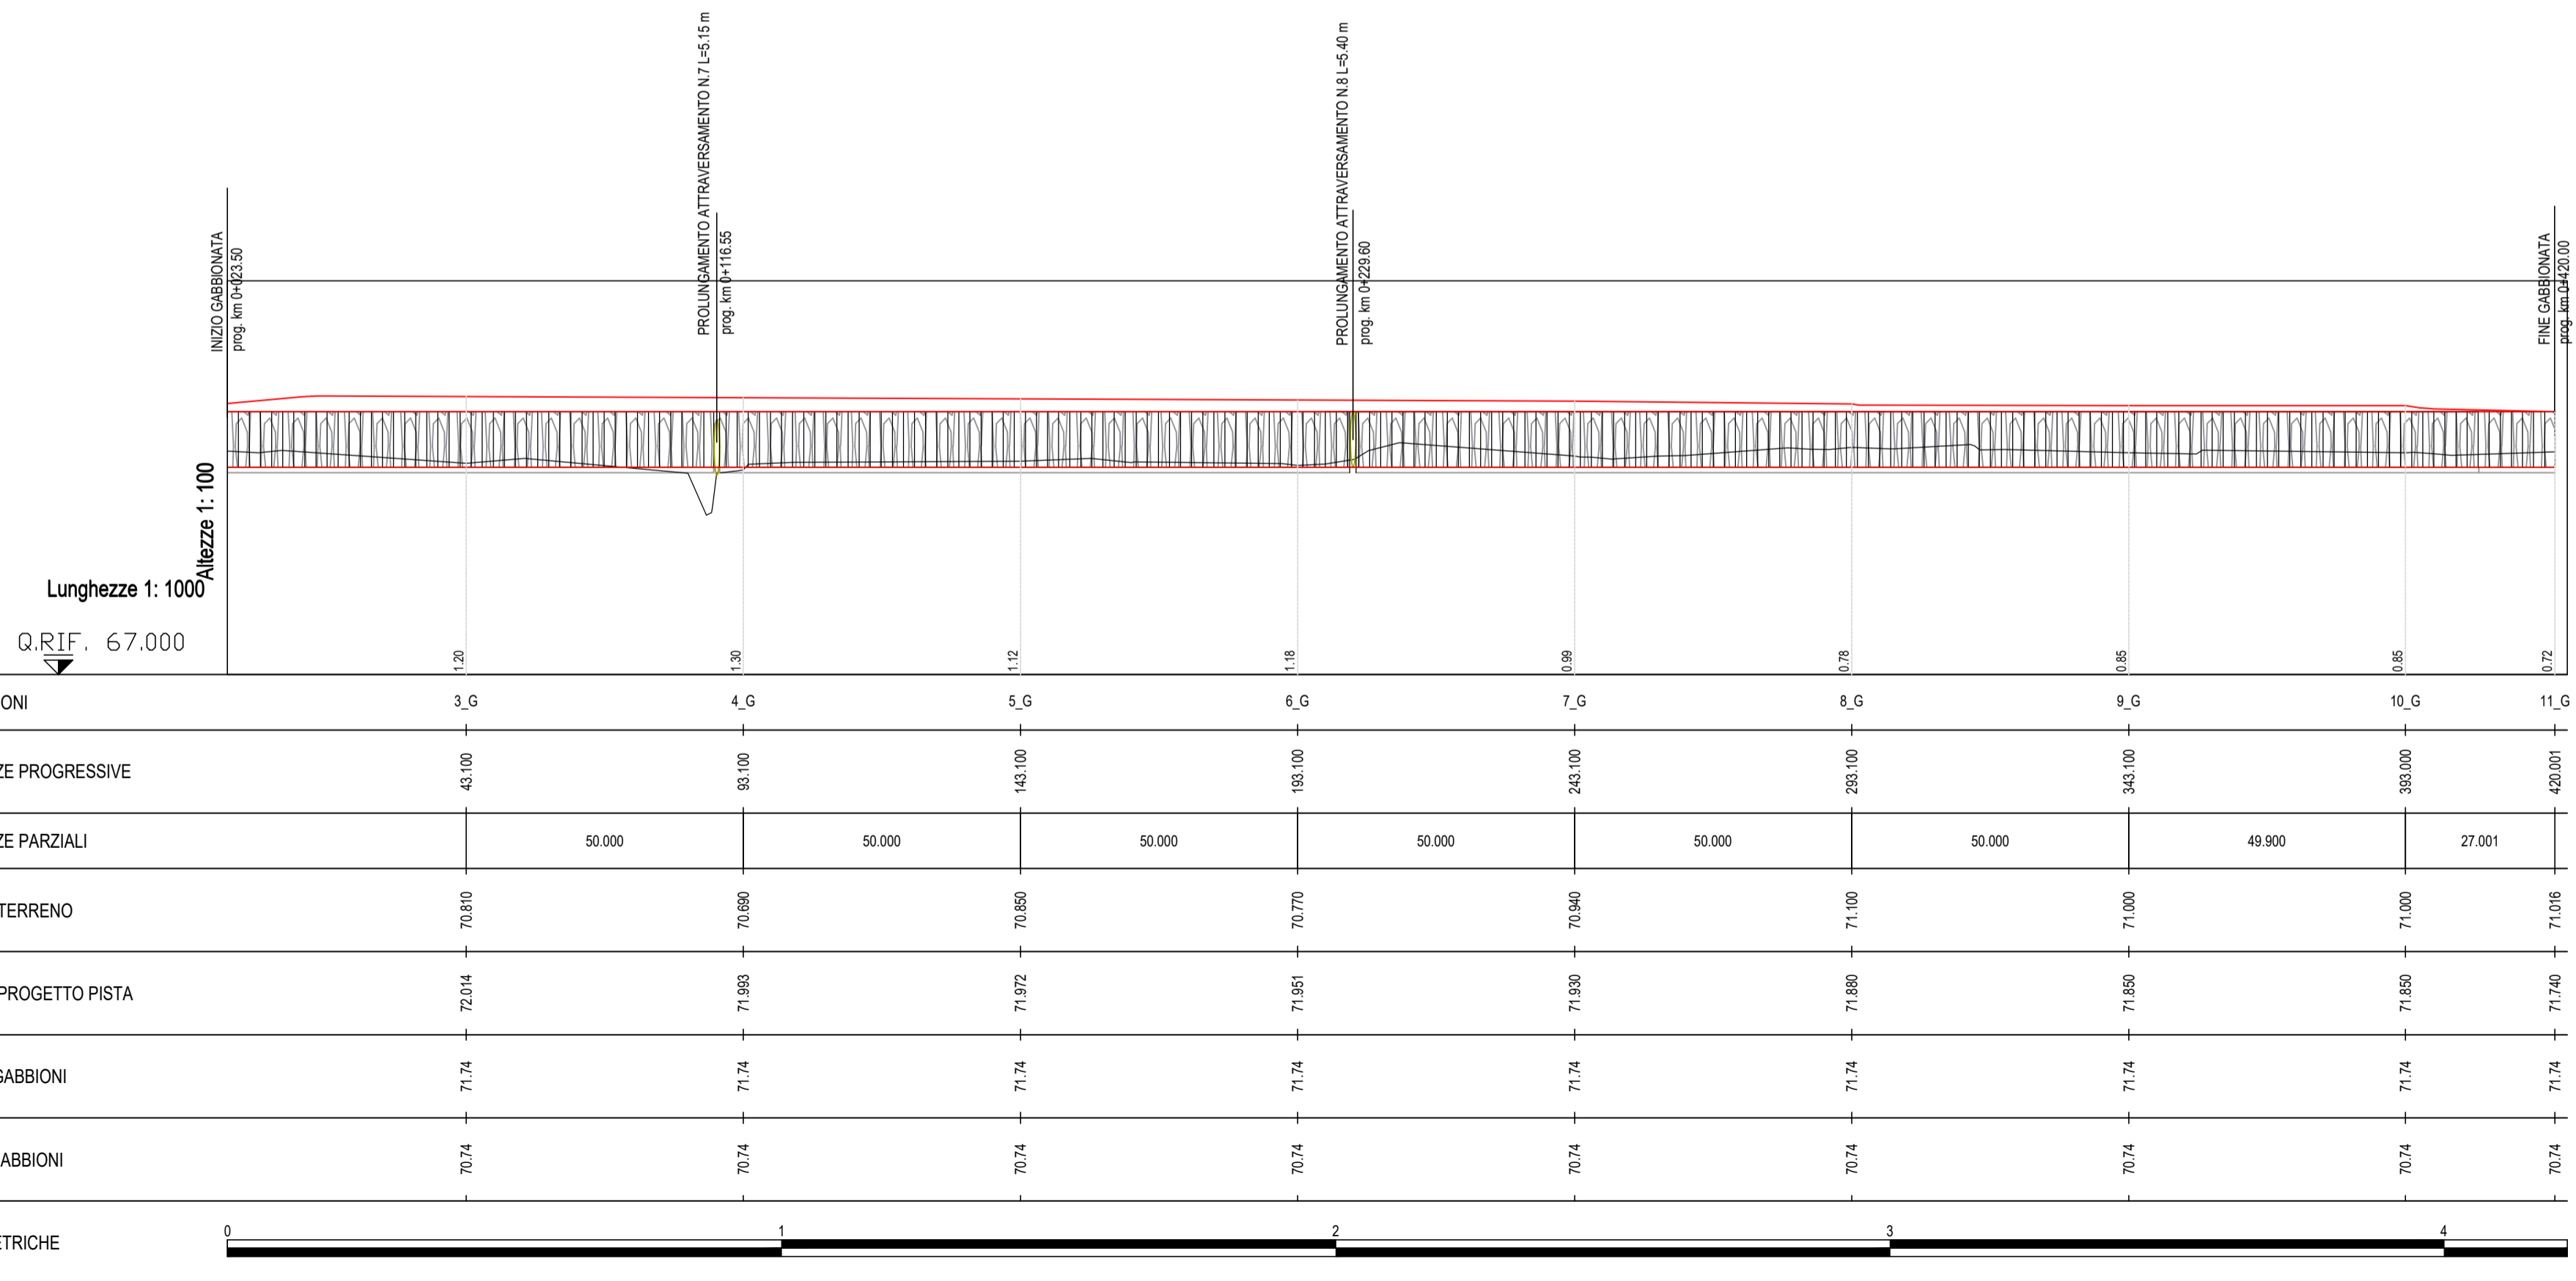 PROLUNGAMENTO ATTRAVERSAMENTO N.7 L=5.15 m
prog. km 0+116.55
PROLUNGAMENTO ATTRAVERSAMENTO N.8 L=5.40 m
prog. km 0+229.60
INIZIO GABBIONATA
prog. km 0+023.50
FINE GABBIONATA
prog. km 0+420.00
Altezze 1: 100
Lunghezze 1: 1000
Q.RIF. 67.000
1.20 1.30 1.12 1.18 0.99 0.78 0.85 0.85 0.72
ONI 3_G 4_G 5_G 6_G 7_G 8_G 9_G 10_G 11_G
ZE PROGRESSIVE 43.100 93.100 143.100 193.100 243.100 293.100 343.100 393.000 420.001
ZE PARZIALI 50.000 50.000 50.000 50.000 50.000 50.000 49.900 27.001
TERRENO 70.810 70.690 70.850 70.770 70.940 71.100 71.000 71.000 71.016
PROGETTO PISTA 72.014 71.993 71.972 71.951 71.930 71.880 71.850 71.850 71.740
GABBIONI 71.74 71.74 71.74 71.74 71.74 71.74 71.74 71.74 71.74
ABBIONI 70.74 70.74 70.74 70.74 70.74 70.74 70.74 70.74 70.74
ETRICHE 0 1 2 3 4